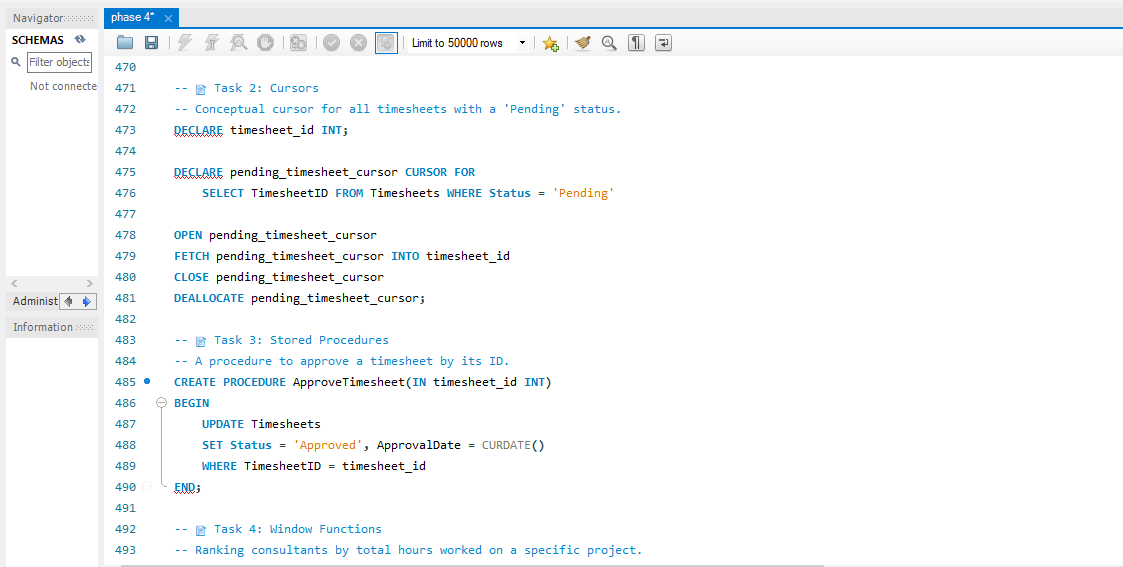 Navigator
SCHEMAS
Filter objects
Not connecte
Administ
Information
phase 4*
Limit to 50000 rows
470
471 -- Task 2: Cursors
472 -- Conceptual cursor for all timesheets with a 'Pending' status.
473 DECLARE timesheet_id INT;
474
475 DECLARE pending_timesheet_cursor CURSOR FOR
476 SELECT TimesheetID FROM Timesheets WHERE Status = 'Pending'
477
478 OPEN pending_timesheet_cursor
479 FETCH pending_timesheet_cursor INTO timesheet_id
480 CLOSE pending_timesheet_cursor
481 DEALLOCATE pending_timesheet_cursor;
482
483 -- Task 3: Stored Procedures
484 -- A procedure to approve a timesheet by its ID.
485 CREATE PROCEDURE ApproveTimesheet(IN timesheet_id INT)
486 BEGIN
487 UPDATE Timesheets
488 SET Status = 'Approved', ApprovalDate = CURDATE()
489 WHERE TimesheetID = timesheet_id
490 END;
491
492 -- Task 4: Window Functions
493 -- Ranking consultants by total hours worked on a specific project.